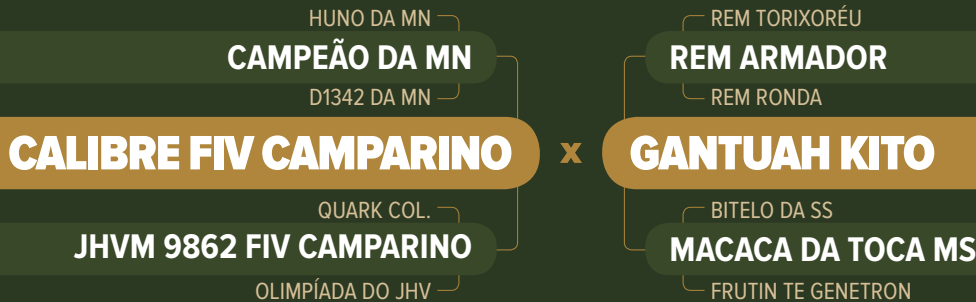 HUNO DA MN
CAMPEÃO DA MN
D1342 DA MN
CALIBRE FIV CAMPARINO
QUARK COL.
JHVM 9862 FIV CAMPARINO
OLIMPÍADA DO JHV
x
REM TORIXORÉU
REM ARMADOR
REM RONDA
GANTUAH KITO
BITELO DA SS
MACACA DA TOCA MS
FRUTIN TE GENETRON